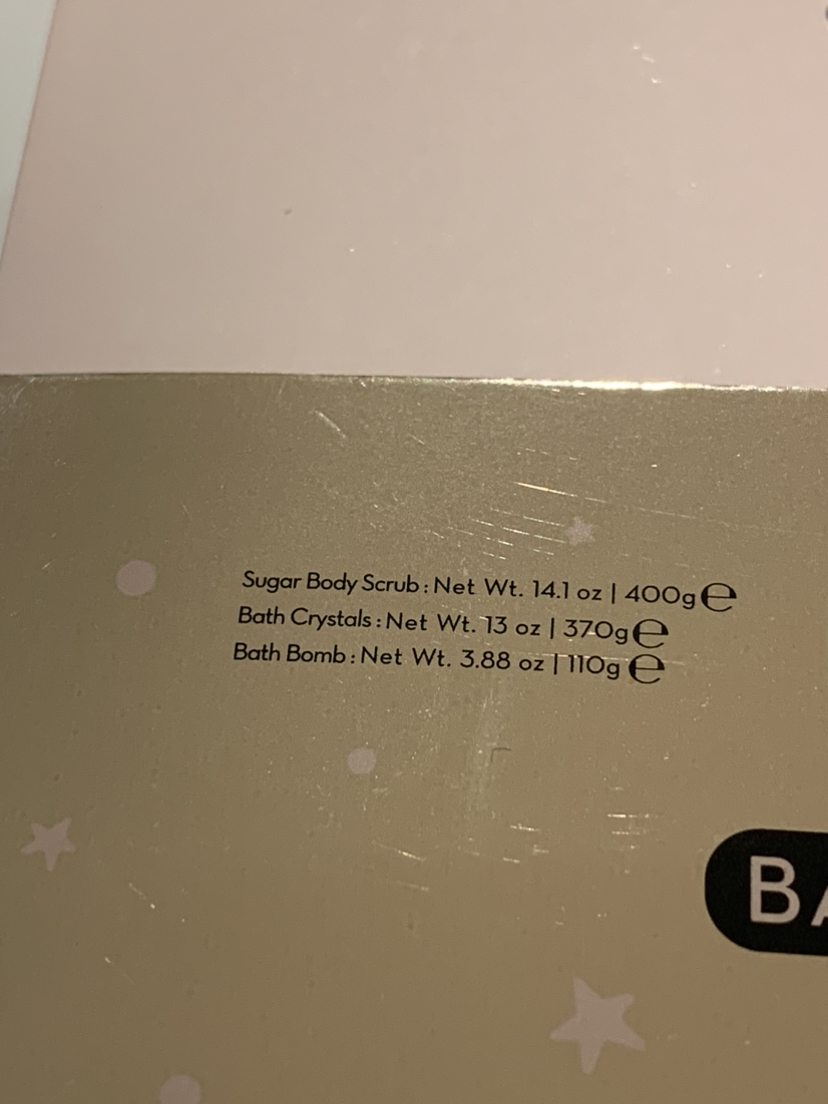 Sugar Body Scrub : Net Wt. 14.1 oz | 400g ℮
Bath Crystals : Net Wt. 13 oz | 370g ℮
Bath Bomb : Net Wt. 3.88 oz | 110g ℮